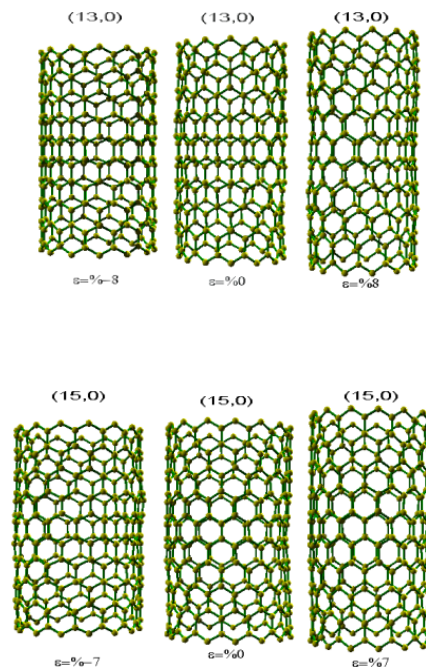 (13,0) (13,0) (13,0)
ε=%-8 ε=%0 ε=%8
(15,0) (15,0) (15,0)
ε=%-7 ε=%0 ε=%7